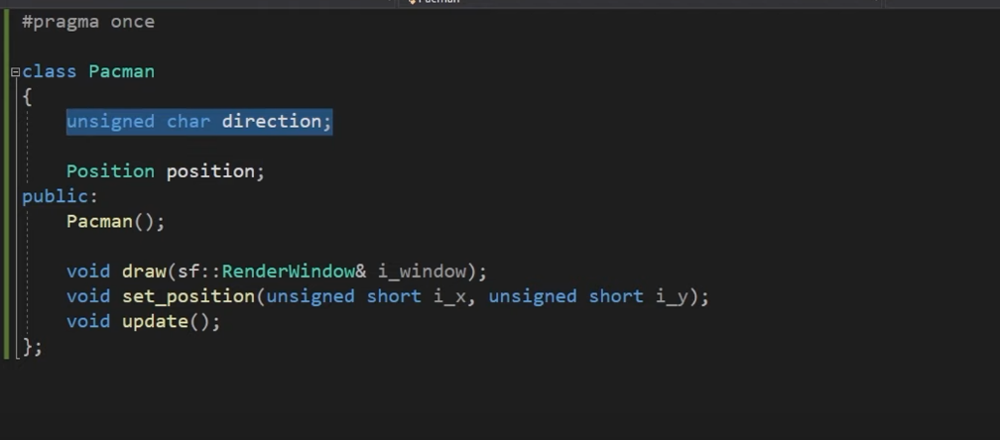 Pacman
#pragma once
class Pacman
{
unsigned char direction;
Position position;
public:
Pacman();
void draw(sf::RenderWindow& i_window);
void set_position(unsigned short i_x, unsigned short i_y);
void update();
};